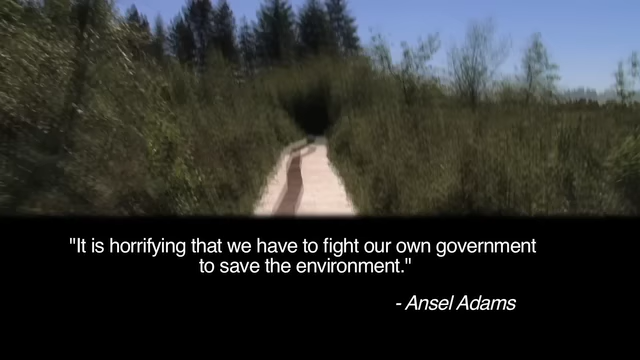 "It is horrifying that we have to fight our own government
to save the environment."
- Ansel Adams